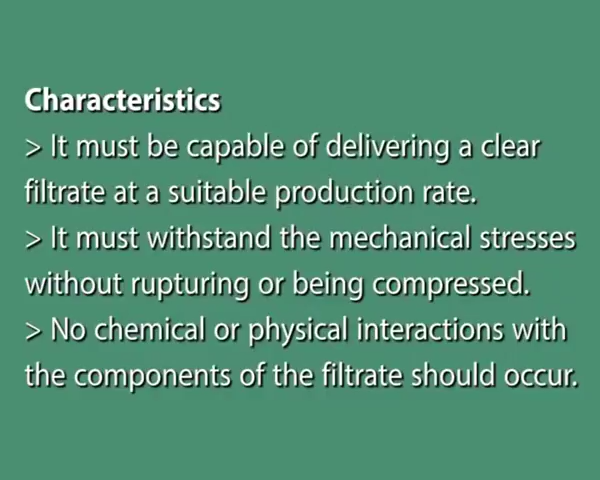 Characteristics
> It must be capable of delivering a clear
filtrate at a suitable production rate.
> It must withstand the mechanical stresses
without rupturing or being compressed.
> No chemical or physical interactions with
the components of the filtrate should occur.